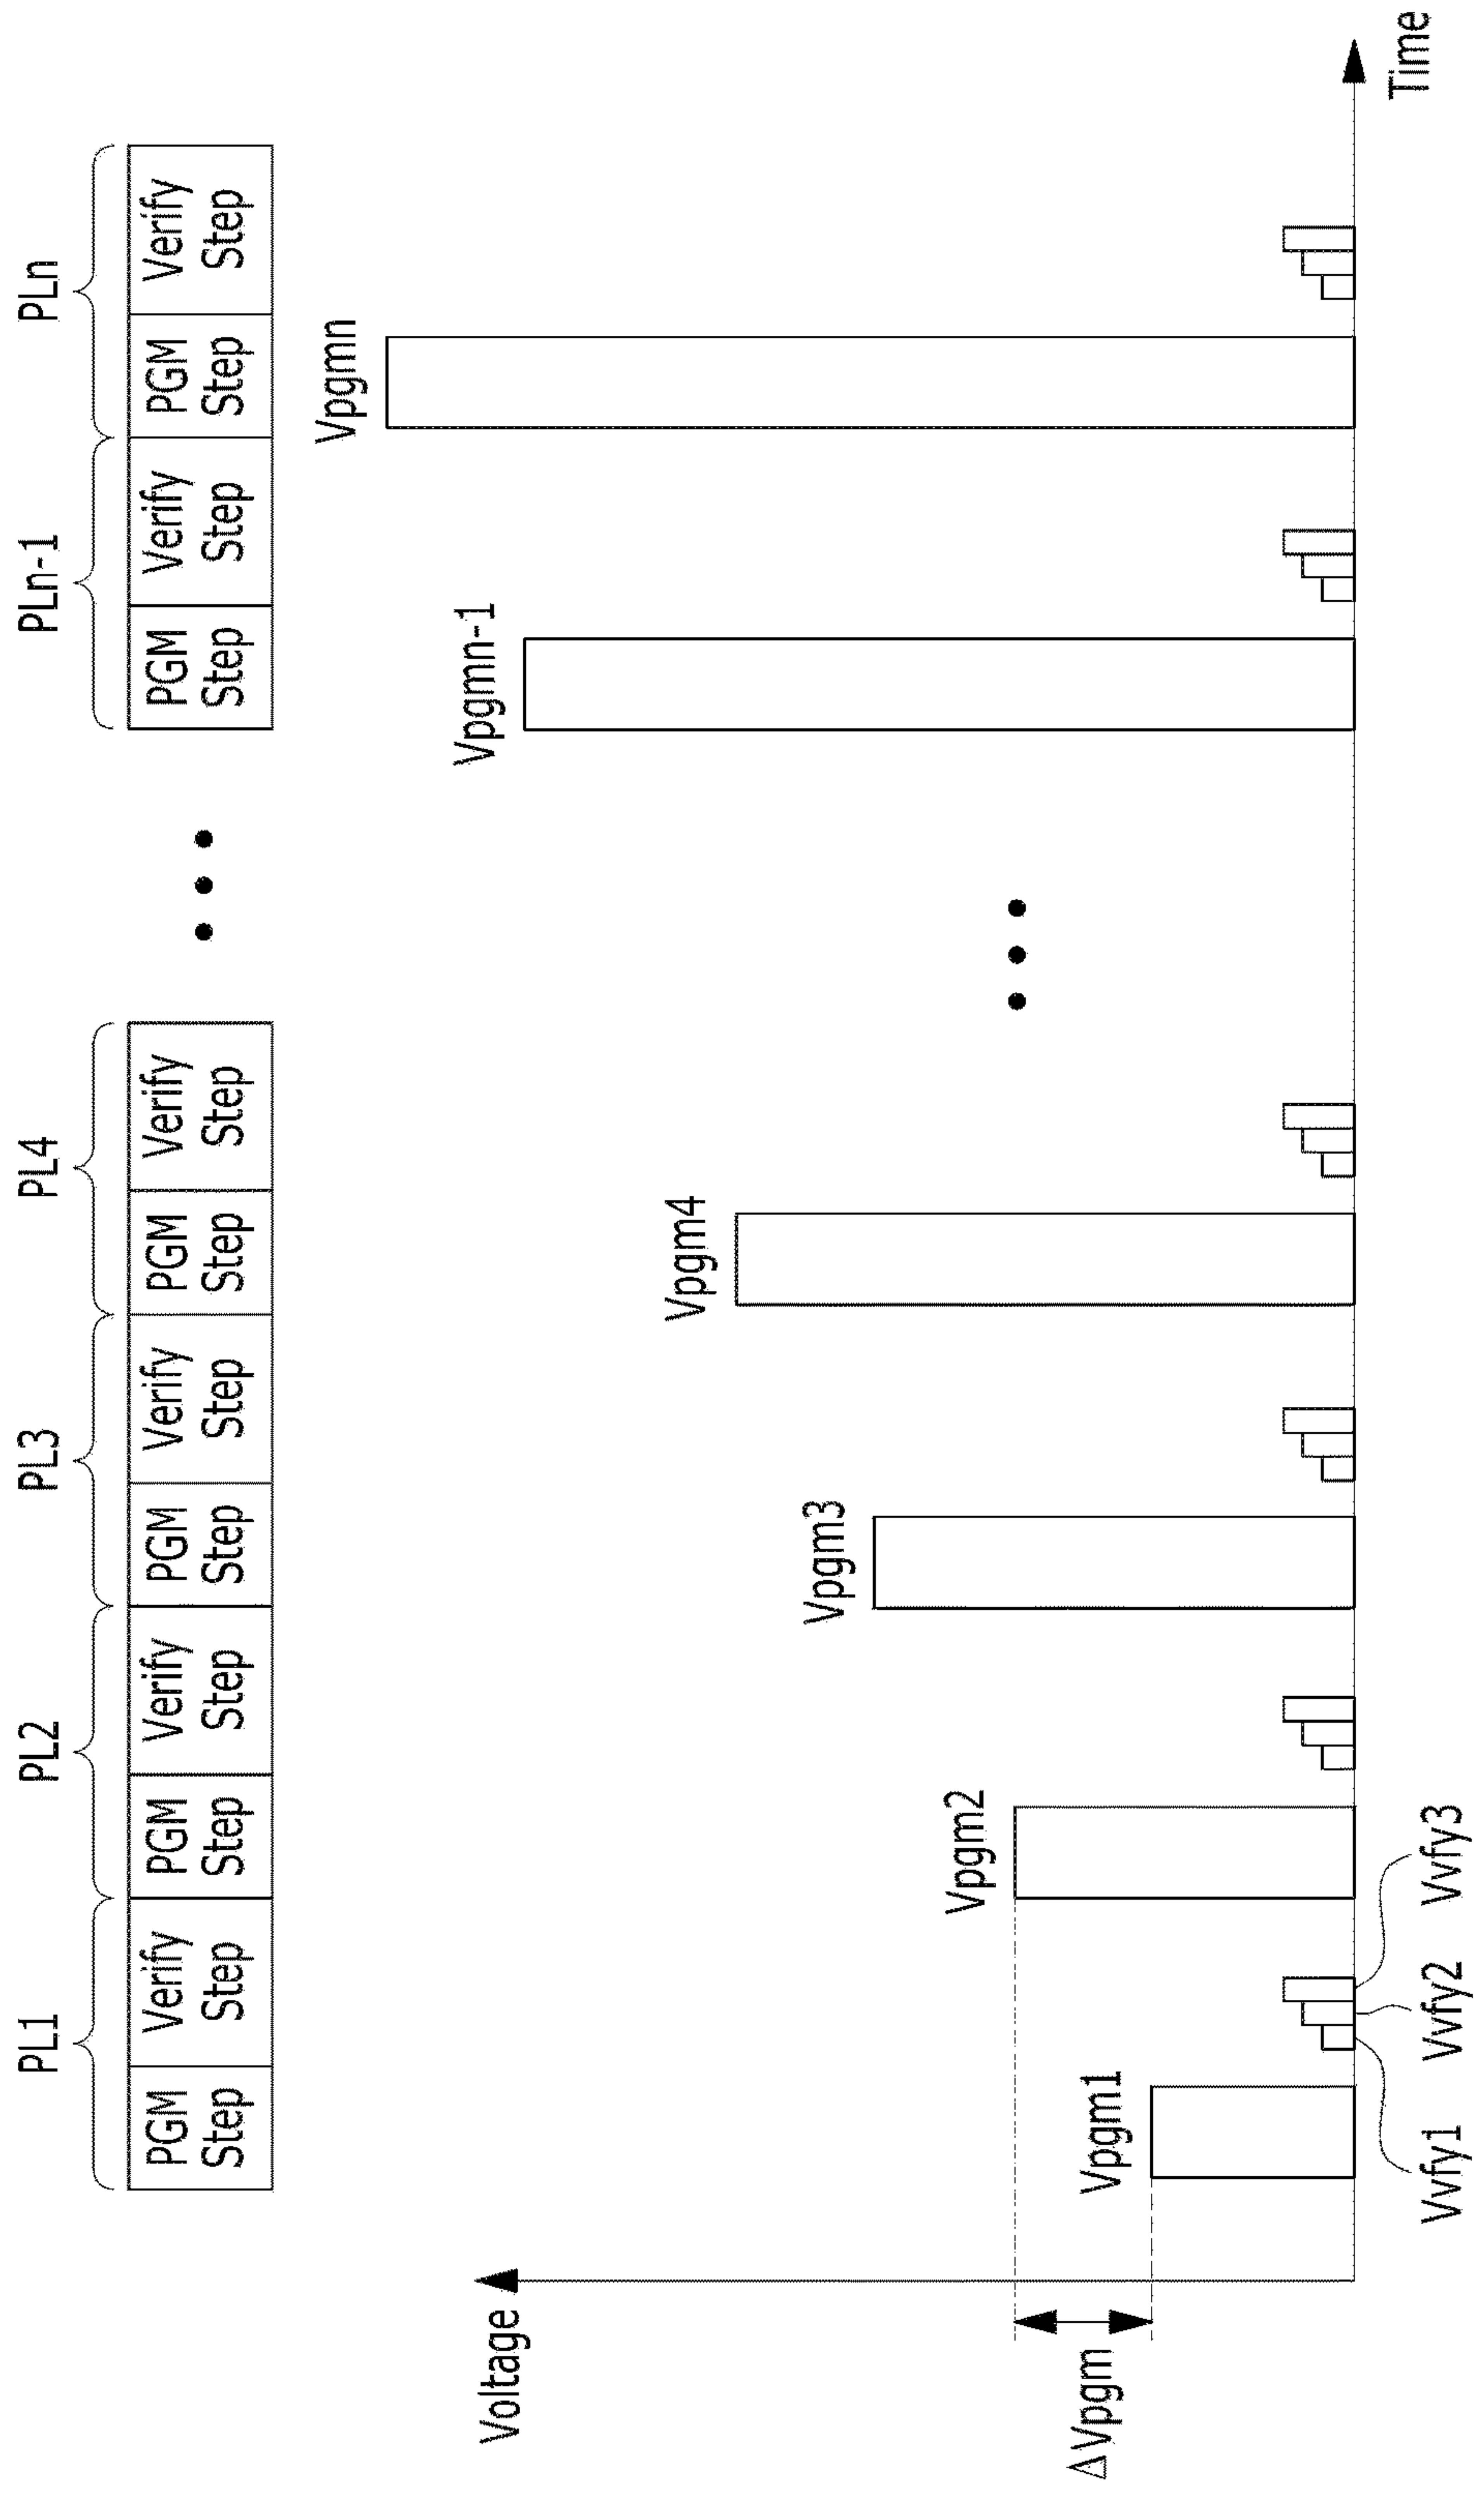 PL1
PL2
PL3
PL4
PLn-1
PLn
PGM
Step
Verify
Step
PGM
Step
Verify
Step
PGM
Step
Verify
Step
PGM
Step
Verify
Step
PGM
Step
Verify
Step
PGM
Step
Verify
Step
Voltage
Vpgmn
Vpgmn-1
Vpgm4
Vpgm3
Vpgm2
Vpgm1
ΔVpgm
Time
Vvfy1
Vvfy2
Vvfy3